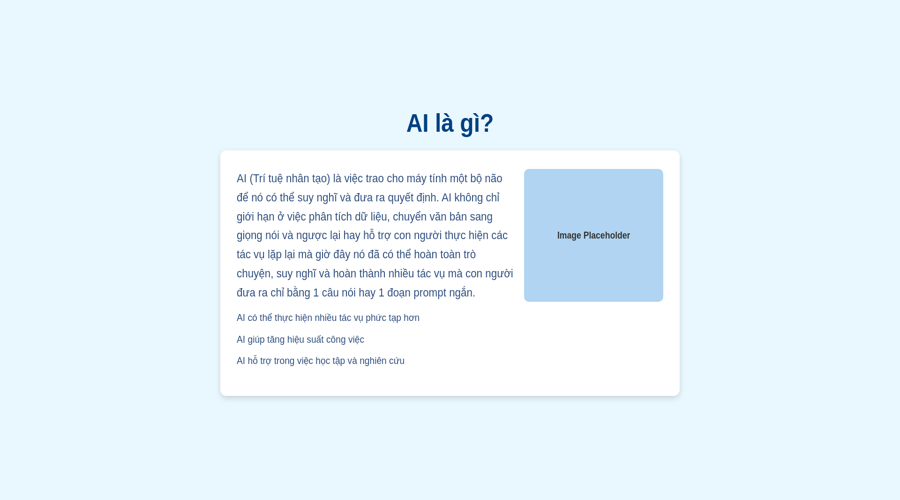 AI là gì?
AI (Trí tuệ nhân tạo) là việc trao cho máy tính một bộ não
để nó có thể suy nghĩ và đưa ra quyết định. AI không chỉ
giới hạn ở việc phân tích dữ liệu, chuyển văn bản sang
giọng nói và ngược lại hay hỗ trợ con người thực hiện các
tác vụ lặp lại mà giờ đây nó đã có thể hoàn toàn trò
chuyện, suy nghĩ và hoàn thành nhiều tác vụ mà con người
đưa ra chỉ bằng 1 câu nói hay 1 đoạn prompt ngắn.
Image Placeholder
AI có thể thực hiện nhiều tác vụ phức tạp hơn
AI giúp tăng hiệu suất công việc
AI hỗ trợ trong việc học tập và nghiên cứu